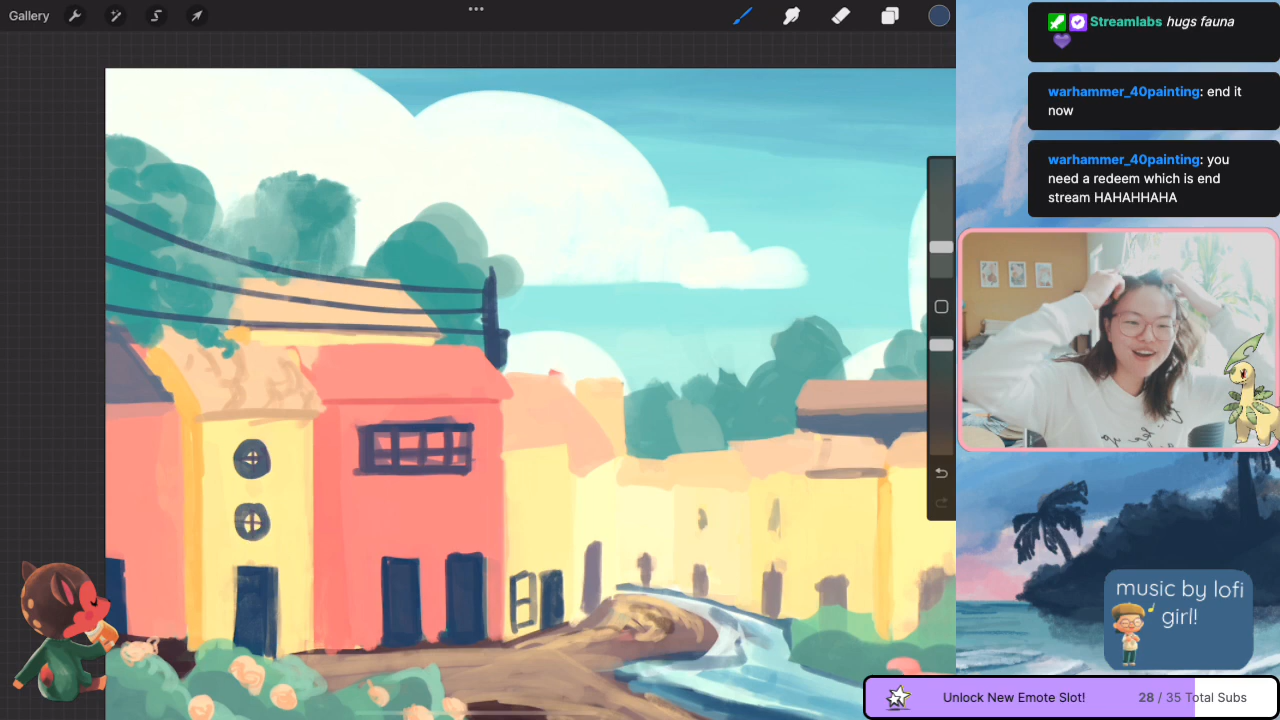 Gallery
Streamlabs hugs fauna
warhammer_40painting: end it
now
warhammer_40painting: you
need a redeem which is end
stream HAHAHHAHA
music by lofi
girl!
Unlock New Emote Slot! 28 / 35 Total Subs